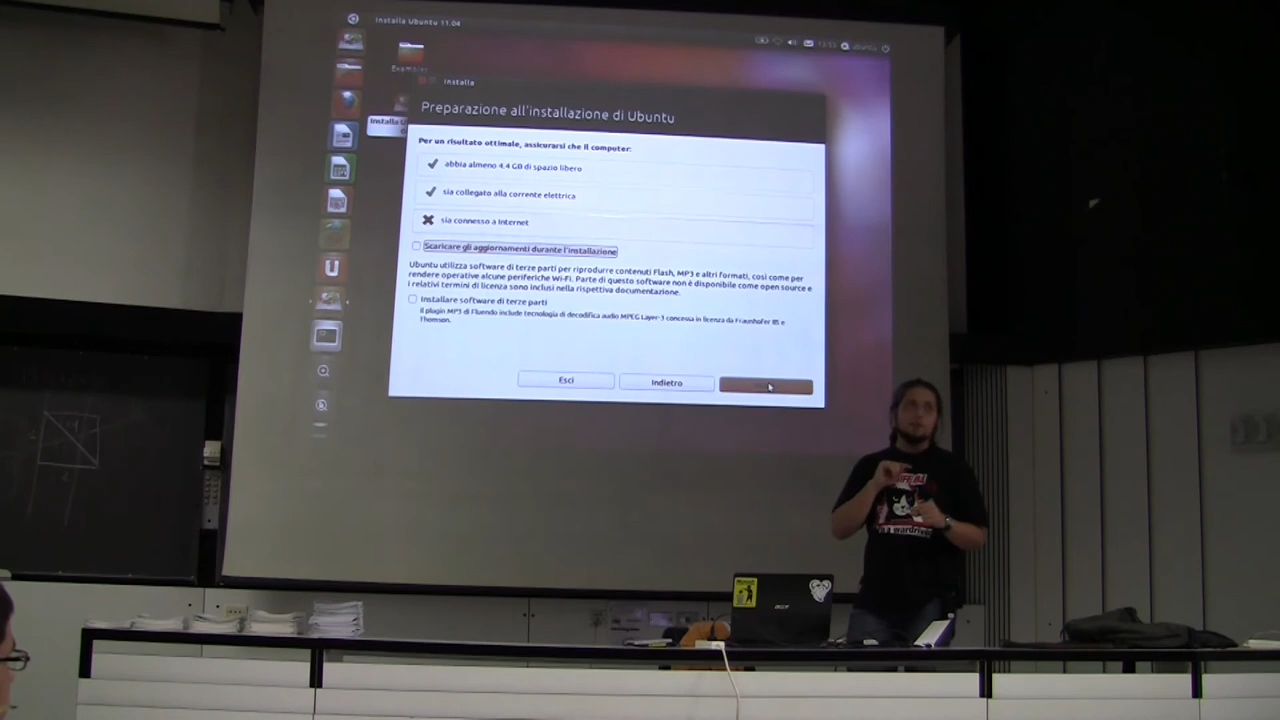 Installa Ubuntu 11.04
Installa
Preparazione all'installazione di Ubuntu
Per un risultato ottimale, assicurarsi che il computer:
abbia almeno 4.4 GB di spazio libero
sia collegato alla corrente elettrica
sia connesso a Internet
Scaricare gli aggiornamenti durante l'installazione
Ubuntu utilizza software di terze parti per riprodurre contenuti Flash, MP3 e altri formati, così come per
rendere operative alcune periferiche Wi-Fi. Parte di questo software non è disponibile come open source e
i relativi termini di licenza sono inclusi nella rispettiva documentazione.
Installare software di terze parti
Il plugin MP3 di Fluendo include tecnologia di decodifica audio MPEG Layer-3 concessa in licenza da Fraunhofer IIS e
Thomson.
Esci
Indietro
acer